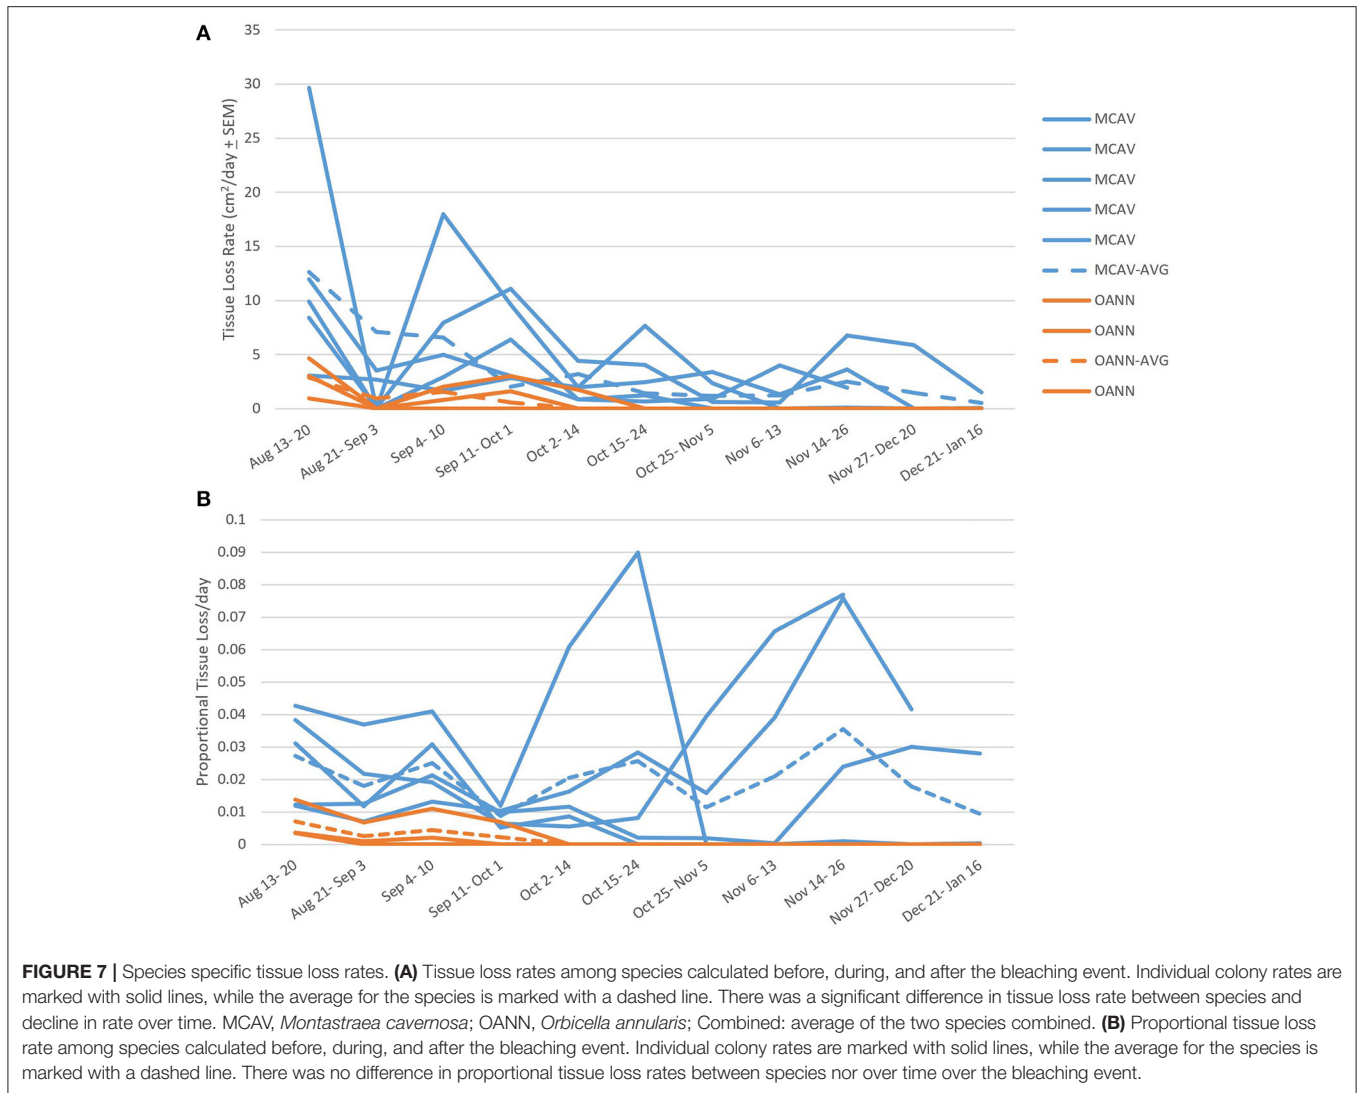 A
35
30
25
20
15
10
5
0
Tissue Loss Rate (cm²/day ± SEM)
Aug 13- 20
Aug 21- Sep 3
Sep 4- 10
Sep 11- Oct 1
Oct 2- 14
Oct 15- 24
Oct 25- Nov 5
Nov 6- 13
Nov 14- 26
Nov 27- Dec 20
Dec 21- Jan 16
MCAV
MCAV
MCAV
MCAV
MCAV
MCAV-AVG
OANN
OANN
OANN-AVG
OANN
B
0.1
0.09
0.08
0.07
0.06
0.05
0.04
0.03
0.02
0.01
0
Proportional Tissue Loss/day
Aug 13- 20
Aug 21- Sep 3
Sep 4- 10
Sep 11- Oct 1
Oct 2- 14
Oct 15- 24
Oct 25- Nov 5
Nov 6- 13
Nov 14- 26
Nov 27- Dec 20
Dec 21- Jan 16
FIGURE 7 | Species specific tissue loss rates. (A) Tissue loss rates among species calculated before, during, and after the bleaching event. Individual colony rates are
marked with solid lines, while the average for the species is marked with a dashed line. There was a significant difference in tissue loss rate between species and
decline in rate over time. MCAV, Montastraea cavernosa; OANN, Orbicella annularis; Combined: average of the two species combined. (B) Proportional tissue loss
rate among species calculated before, during, and after the bleaching event. Individual colony rates are marked with solid lines, while the average for the species is
marked with a dashed line. There was no difference in proportional tissue loss rates between species nor over time over the bleaching event.